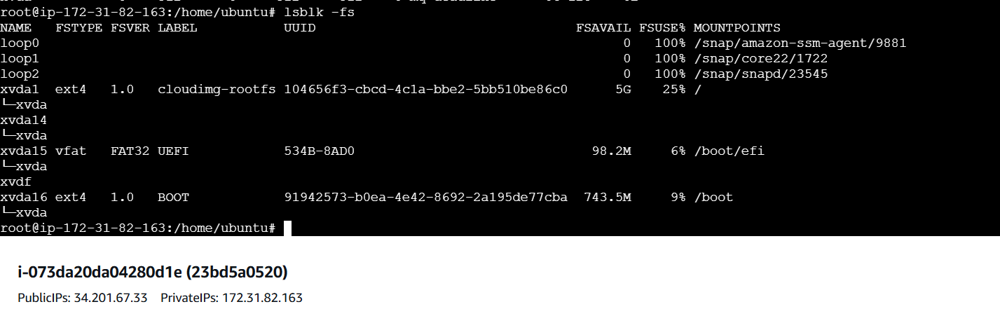 root@ip-172-31-82-163:/home/ubuntu# lsblk -fs
NAME FSTYPE FSVER LABEL UUID FSAVAIL FSUSE% MOUNTPOINTS
loop0 0 100% /snap/amazon-ssm-agent/9881
loop1 0 100% /snap/core22/1722
loop2 0 100% /snap/snapd/23545
xvda1 ext4 1.0 cloudimg-rootfs 104656f3-cbcd-4c1a-bbe2-5bb510be86c0 5G 25% /
└─xvda
xvda14
└─xvda
xvda15 vfat FAT32 UEFI 534B-8AD0 98.2M 6% /boot/efi
└─xvda
xvdf
xvda16 ext4 1.0 BOOT 91942573-b0ea-4e42-8692-2a195de77cba 743.5M 9% /boot
└─xvda
root@ip-172-31-82-163:/home/ubuntu#
i-073da20da04280d1e (23bd5a0520)
PublicIPs: 34.201.67.33 PrivateIPs: 172.31.82.163